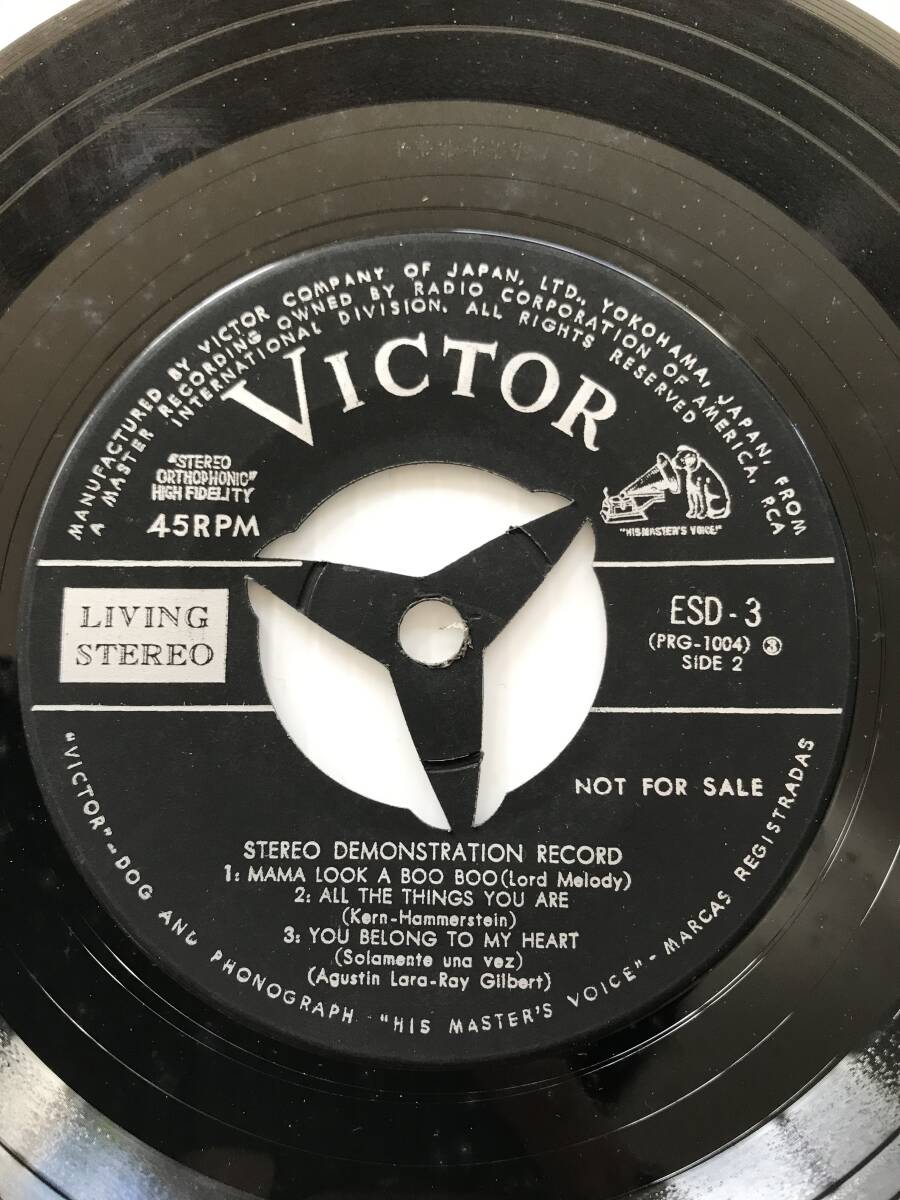 MANUFACTURED BY VICTOR COMPANY OF JAPAN, LTD., YOKOHAMA, JAPAN, FROM
A MASTER RECORDING OWNED BY RADIO CORPORATION OF AMERICA, RCA
INTERNATIONAL DIVISION. ALL RIGHTS RESERVED
VICTOR
"STEREO
ORTHOPHONIC"
HIGH FIDELITY
45RPM
"HIS MASTER'S VOICE"
LIVING
STEREO
ESD - 3
(PRG-1004) ③
SIDE 2
NOT FOR SALE
STEREO DEMONSTRATION RECORD
1: MAMA LOOK A BOO BOO (Lord Melody)
2: ALL THE THINGS YOU ARE
(Kern-Hammerstein)
3: YOU BELONG TO MY HEART
(Solamente una vez)
(Agustin Lara-Ray Gilbert)
"VICTOR"-DOG AND PHONOGRAPH-"HIS MASTER'S VOICE"-MARCAS REGISTRADAS